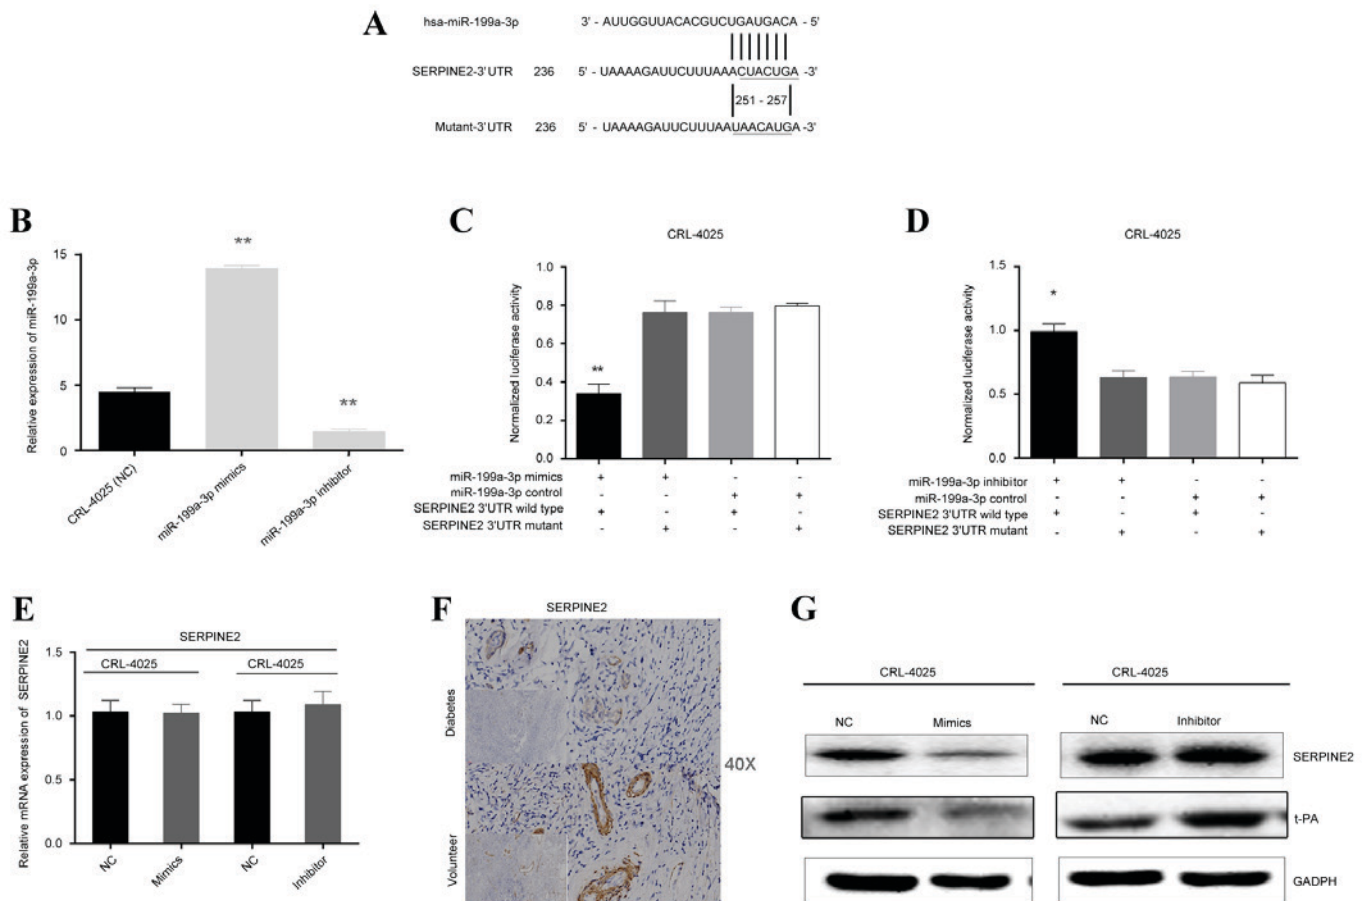 A
hsa-miR-199a-3p 3' - AUUGGUUACACGUCUGAUGACA - 5'
SERPINE2-3'UTR 236 5' - UAAAAGAUUCUUUAAACUACUGA -3'
251 - 257
Mutant-3'UTR 236 5' - UAAAAGAUUCUUUAAUAACAUGA -3'
B
Relative expression of miR-199a-3p
15
10
5
0
**
**
CRL-4025 (NC)
miR-199a-3p mimics
miR-199a-3p inhibitor
C
CRL-4025
Normalized luciferase activity
1.0
0.8
0.6
0.4
0.2
0.0
**
miR-199a-3p mimics + + - -
miR-199a-3p control - - + +
SERPINE2 3'UTR wild type + - + -
SERPINE2 3'UTR mutant - + - +
D
CRL-4025
Normalized luciferase activity
1.5
1.0
0.5
0.0
*
miR-199a-3p inhibitor + + - -
miR-199a-3p control - - + +
SERPINE2 3'UTR wild type + - + -
SERPINE2 3'UTR mutant - + - +
E
SERPINE2
CRL-4025 CRL-4025
Relative mRNA expression of SERPINE2
1.5
1.0
0.5
0.0
NC
Mimics
NC
Inhibitor
F
SERPINE2
Diabetes
Volunteer
40X
G
CRL-4025 CRL-4025
NC Mimics NC Inhibitor
SERPINE2
t-PA
GADPH